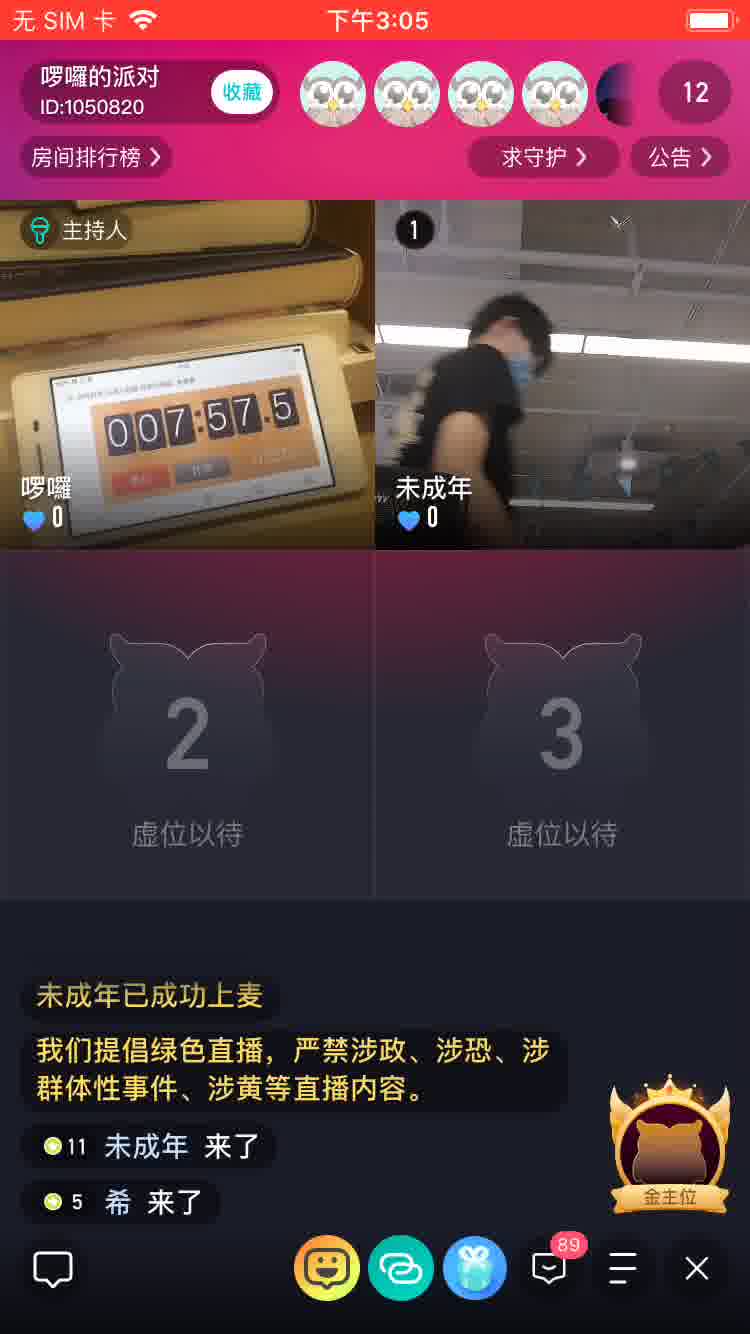 无 SIM 卡
下午3:05
啰囉的派对
ID:1050820
收藏
12
房间排行榜
求守护
公告
主持人
1
007:57.5
啰囉
0
未成年
0
2
3
虚位以待
虚位以待
未成年已成功上麦
我们提倡绿色直播，严禁涉政、涉恐、涉
群体性事件、涉黄等直播内容。
11 未成年 来了
5 希 来了
金主位
89